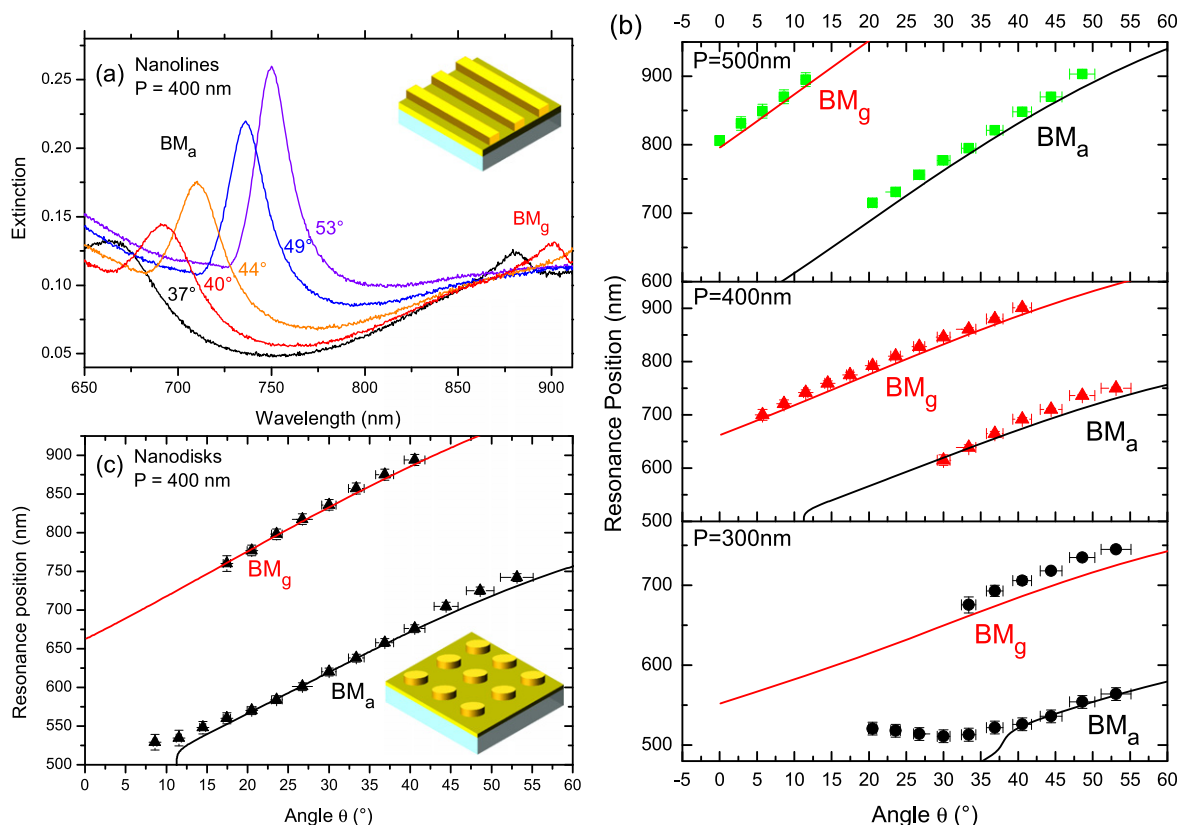 (a)
Nanolines
P = 400 nm
BMa
BMg
37°
40°
44°
49°
53°
0.25
0.20
0.15
0.10
0.05
Extinction
650 700 750 800 850 900
Wavelength (nm)
(c)
Nanodisks
P = 400 nm
BMg
BMa
900
850
800
750
700
650
600
550
500
Resonance position (nm)
0 5 10 15 20 25 30 35 40 45 50 55 60
Angle θ (°)
(b)
-5 0 5 10 15 20 25 30 35 40 45 50 55 60
P=500nm
BMg
BMa
900
800
700
600
P=400nm
BMg
BMa
900
800
700
600
500
P=300nm
BMg
BMa
700
600
500
Resonance Position (nm)
-5 0 5 10 15 20 25 30 35 40 45 50 55 60
Angle θ (°)